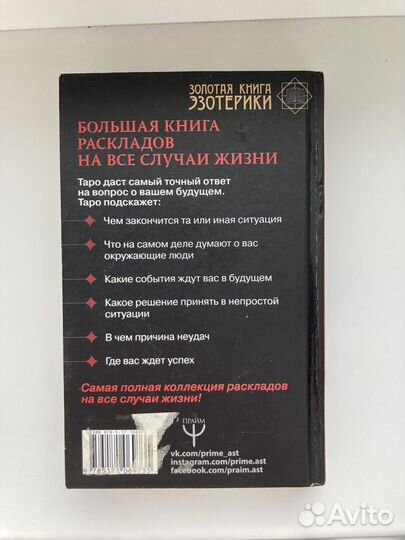 ЗОЛОТАЯ КНИГА
ЭЗОТЕРИКИ
БОЛЬШАЯ КНИГА
РАСКЛАДОВ
НА ВСЕ СЛУЧАИ ЖИЗНИ
Таро даст самый точный ответ
на вопрос о вашем будущем.
Таро подскажет:
Чем закончится та или иная ситуация
Что на самом деле думают о вас
окружающие люди
Какие события ждут вас в будущем
Какое решение принять в непростой
ситуации
В чем причина неудач
Где вас ждет успех
Самая полная коллекция раскладов
на все случаи жизни!
ПРАЙМ
vk.com/prime_ast
instagram.com/prime.ast
facebook.com/praim.ast
Avito